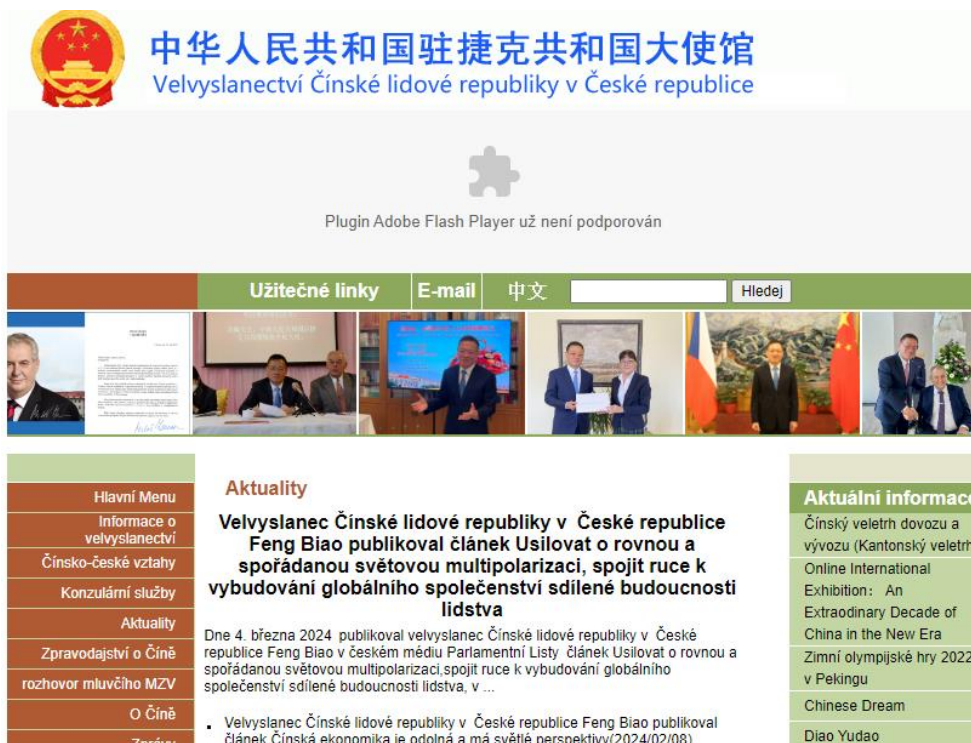 中华人民共和国驻捷克共和国大使馆
Velvyslanectví Čínské lidové republiky v České republice
Plugin Adobe Flash Player už není podporován
Užitečné linky
E-mail
中文
Hledej
Hlavní Menu
Informace o
velvyslanectví
Čínsko-české vztahy
Konzulární služby
Aktuality
Zpravodajství o Číně
rozhovor mluvčího MZV
O Číně
Zprávy
Aktuality
Velvyslanec Čínské lidové republiky v České republice
Feng Biao publikoval článek Usilovat o rovnou a
spořádanou světovou multipolarizaci, spojit ruce k
vybudování globálního společenství sdílené budoucnosti
lidstva
Dne 4. března 2024 publikoval velvyslanec Čínské lidové republiky v České
republice Feng Biao v českém médiu Parlamentní Listy článek Usilovat o rovnou a
spořádanou světovou multipolarizaci,spojit ruce k vybudování globálního
společenství sdílené budoucnosti lidstva, v ...
Velvyslanec Čínské lidové republiky v České republice Feng Biao publikoval
článek Čínská ekonomika je odolná a má světlé perspektivy(2024/02/08)
Aktuální informace
Čínský veletrh dovozu a
vývozu (Kantonský veletrh
Online International
Exhibition: An
Extraodinary Decade of
China in the New Era
Zimní olympijské hry 2022
v Pekingu
Chinese Dream
Diao Yudao